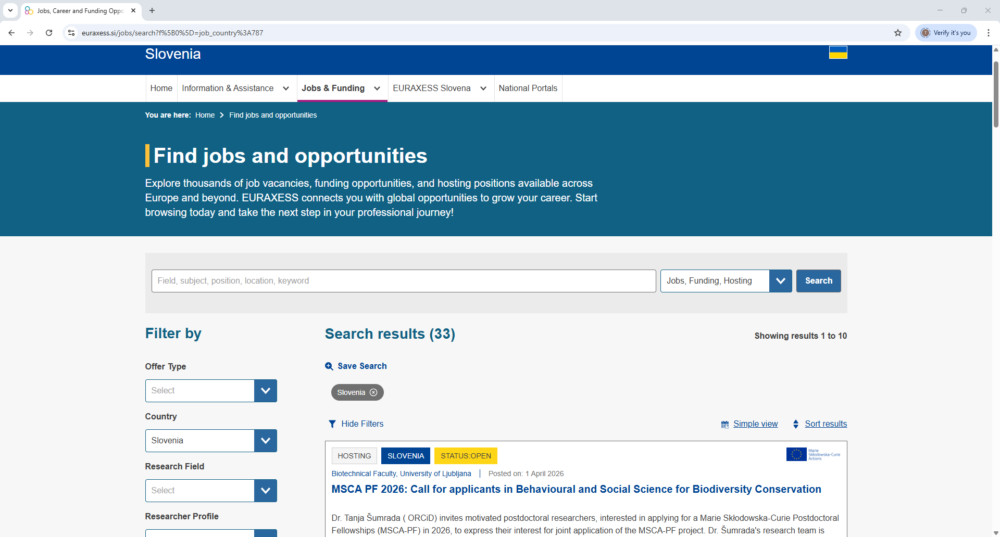 Jobs, Career and Funding Oppo
euraxess.si/jobs/search?f%5B0%5D=job_country%3A787
Verify it's you
Slovenia
Home
Information & Assistance
Jobs & Funding
EURAXESS Slovena
National Portals
You are here: Home
Find jobs and opportunities
Find jobs and opportunities
Explore thousands of job vacancies, funding opportunities, and hosting positions available across
Europe and beyond. EURAXESS connects you with global opportunities to grow your career. Start
browsing today and take the next step in your professional journey!
Field, subject, position, location, keyword
Jobs, Funding, Hosting
Search
Filter by
Search results (33)
Showing results 1 to 10
Offer Type
Select
Country
Slovenia
Research Field
Select
Researcher Profile
Save Search
Slovenia
Hide Filters
Simple view
Sort results
HOSTING
SLOVENIA
STATUS:OPEN
Marie
Skłodowska-Curie
Actions
Biotechnical Faculty, University of Ljubljana
Posted on: 1 April 2026
MSCA PF 2026: Call for applicants in Behavioural and Social Science for Biodiversity Conservation
Dr. Tanja Šumrada ( ORCiD) invites motivated postdoctoral researchers, interested in applying for a Marie Skłodowska-Curie Postdoctoral
Fellowships (MSCA-PF) in 2026, to express their interest for joint application of the MSCA-PF project. Dr. Šumrada's research team is